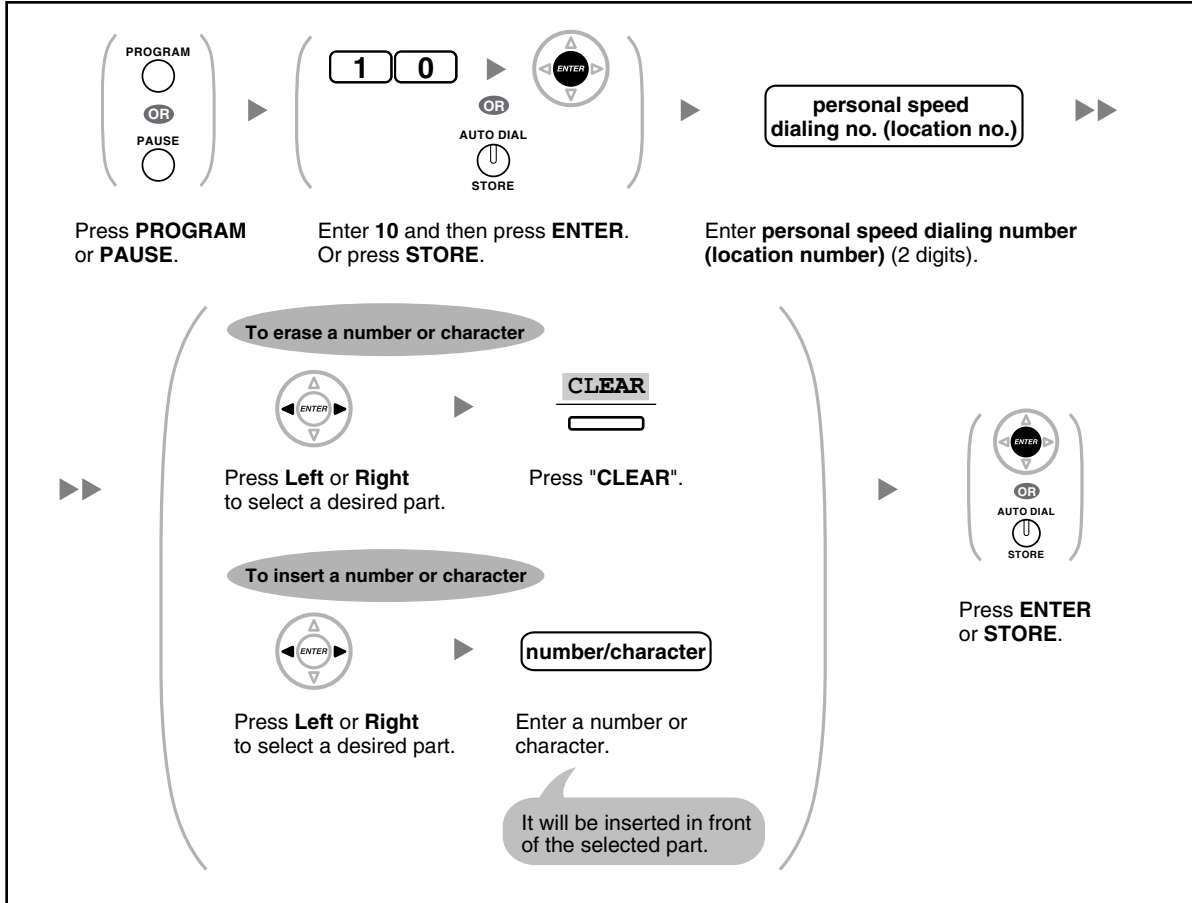 PROGRAM
OR
PAUSE
1 0
ENTER
OR
AUTO DIAL
STORE
personal speed
dialing no. (location no.)
Press PROGRAM
or PAUSE.
Enter 10 and then press ENTER.
Or press STORE.
Enter personal speed dialing number
(location number) (2 digits).
To erase a number or character
ENTER
CLEAR
Press Left or Right
to select a desired part.
Press "CLEAR".
To insert a number or character
ENTER
number/character
Press Left or Right
to select a desired part.
Enter a number or
character.
It will be inserted in front
of the selected part.
ENTER
OR
AUTO DIAL
STORE
Press ENTER
or STORE.